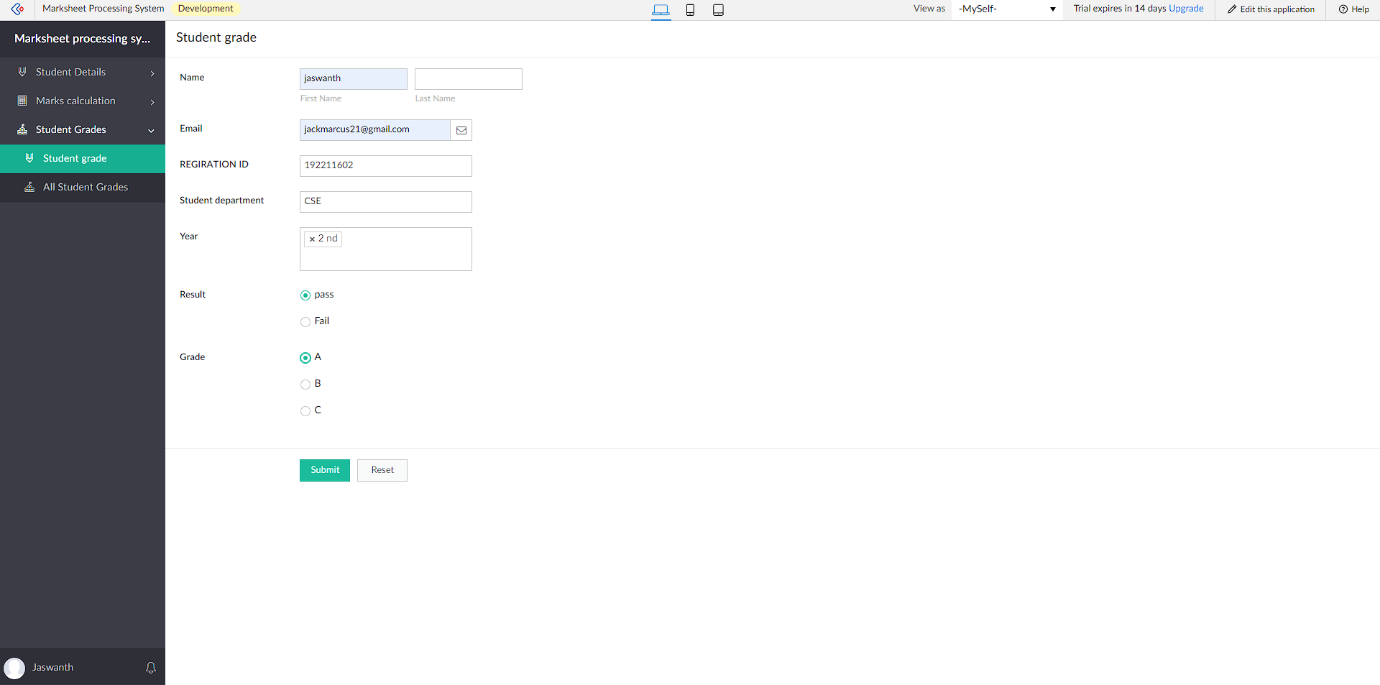 Marksheet Processing System Development View as -MySelf- Trial expires in 14 days Upgrade Edit this application Help
Marksheet processing sy...
Student Details
Marks calculation
Student Grades
Student grade
All Student Grades
Jaswanth
Student grade
Name jaswanth
First Name Last Name
Email jackmarcus21@gmail.com
REGIRATION ID 192211602
Student department CSE
Year × 2 nd
Result pass
Fail
Grade A
B
C
Submit Reset